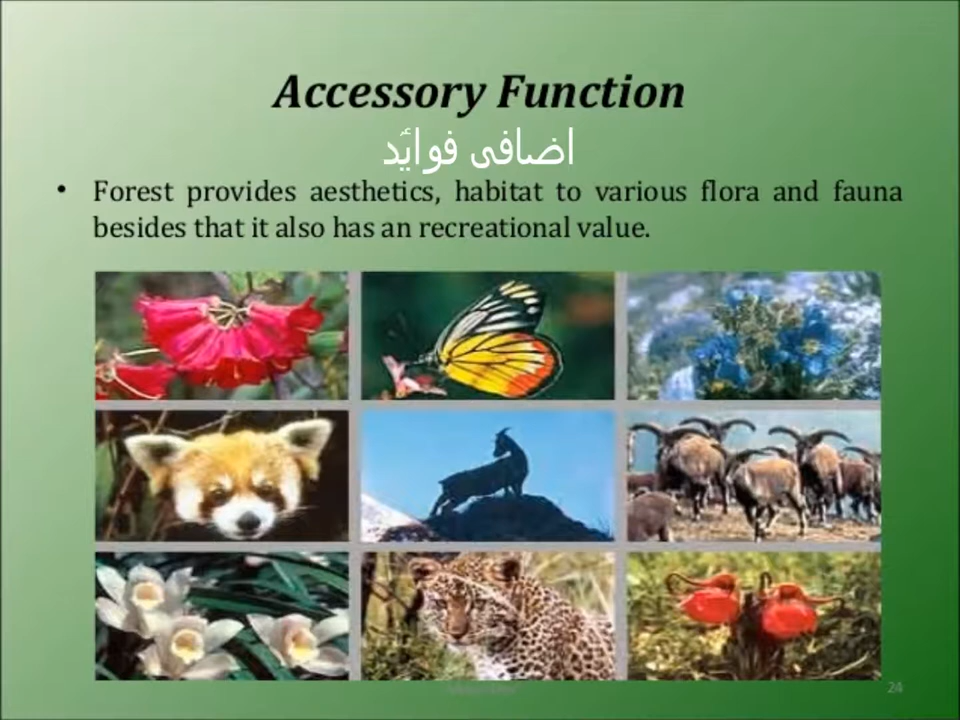 Accessory Function
اضافی فوائد
• Forest provides aesthetics, habitat to various flora and fauna
besides that it also has an recreational value.
24